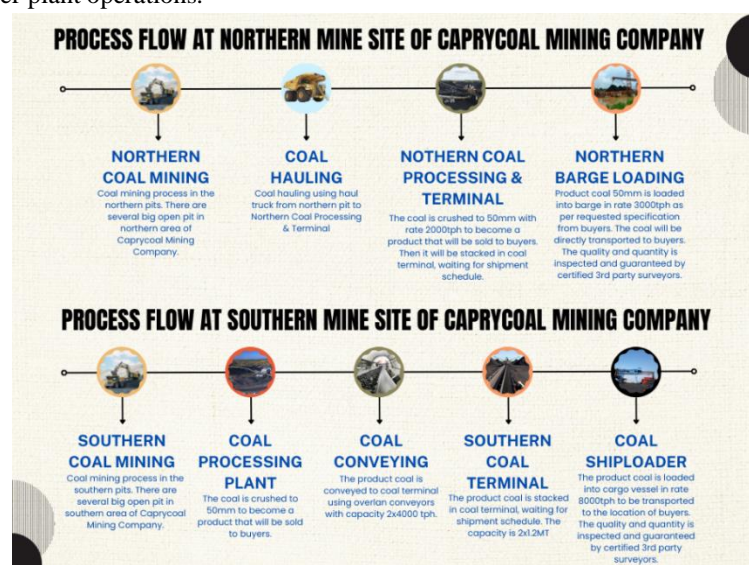 er plant operations.
PROCESS FLOW AT NORTHERN MINE SITE OF CAPRYCOAL MINING COMPANY
NORTHERN
COAL MINING
Coal mining process in the
northern pits. There are
several big open pit in
northern area of
Caprycoal Mining
Company.
COAL
HAULING
Coal hauling using haul
truck from northern pit to
Northern Coal Processing
& Terminal
NOTHERN COAL
PROCESSING &
TERMINAL
The coal is crushed to 50mm with
rate 2000tph to become a
product that will be sold to buyers.
Then it will be stacked in coal
terminal, waiting for shipment
schedule.
NORTHERN
BARGE LOADING
Product coal 50mm is loaded
into barge in rate 3000tph as
per requested specification
from buyers. The coal will be
directly transported to buyers.
The quality and quantity is
inspected and guaranteed by
certified 3rd party surveyors.
PROCESS FLOW AT SOUTHERN MINE SITE OF CAPRYCOAL MINING COMPANY
SOUTHERN
COAL MINING
Coal mining process in the
southern pits. There are
several big open pit in
southern area of Caprycoal
Mining Company.
COAL
PROCESSING
PLANT
The coal is crushed to
50mm to become a
product that will be sold
to buyers.
COAL
CONVEYING
The product coal is
conveyed to coal terminal
using overlan conveyors
with capacity 2x4000 tph.
SOUTHERN
COAL
TERMINAL
The product coal is stacked
in coal terminal, waiting for
shipment schedule. The
capacity is 2x1.2MT
COAL
SHIPLOADER
The product coal is loaded
into cargo vessel in rate
8000tph to be transported
to the location of buyers.
The quality and quantity is
inspected and guaranteed
by certified 3rd party
surveyors.